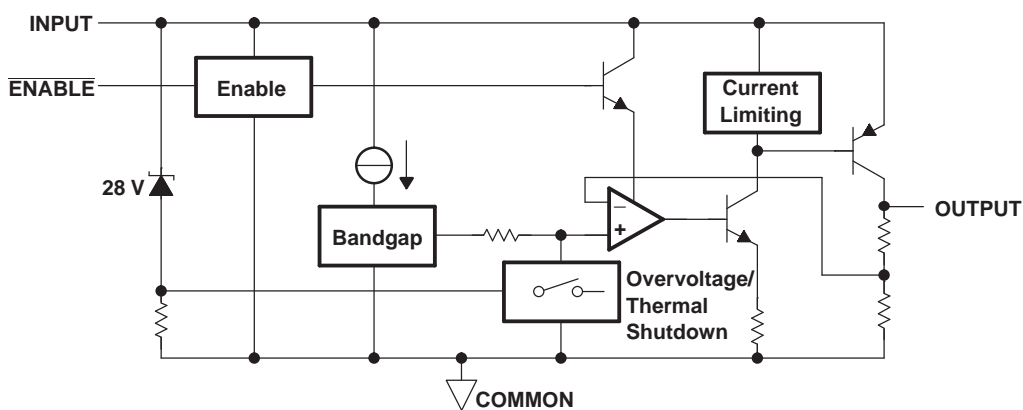 INPUT
ENABLE
Enable
Current
Limiting
28 V
Bandgap
−
+
OUTPUT
Overvoltage/
Thermal
Shutdown
COMMON